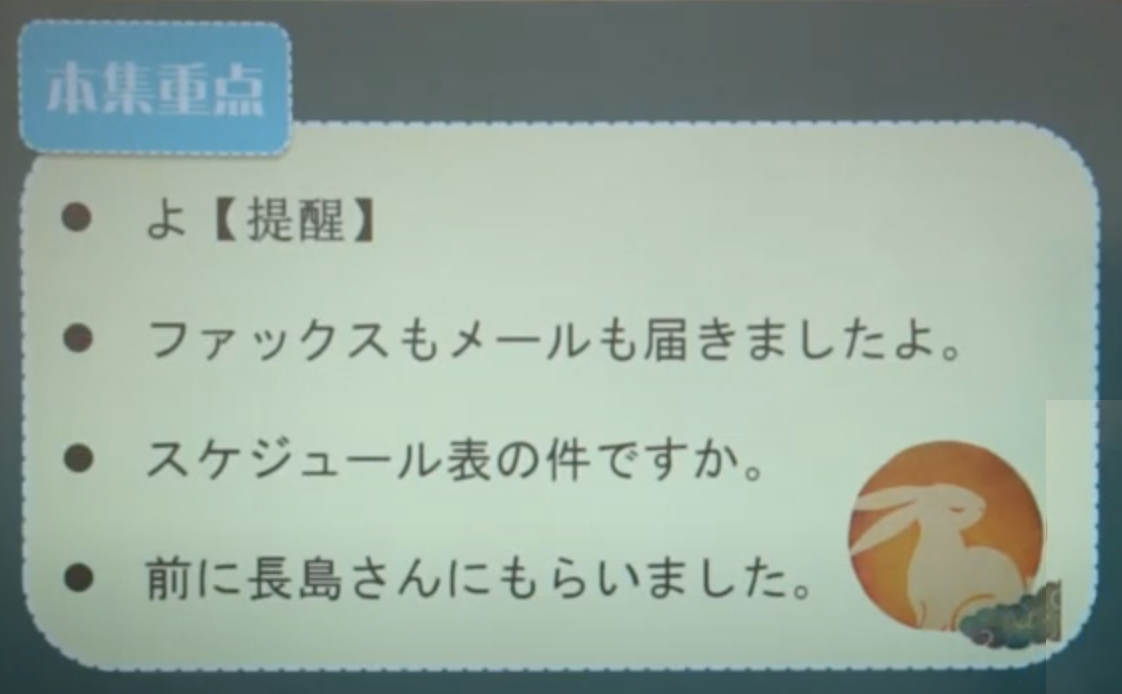 本集重点
● よ【提醒】
● ファックスもメールも届きましたよ。
● スケジュール表の件ですか。
● 前に長島さんにもらいました。